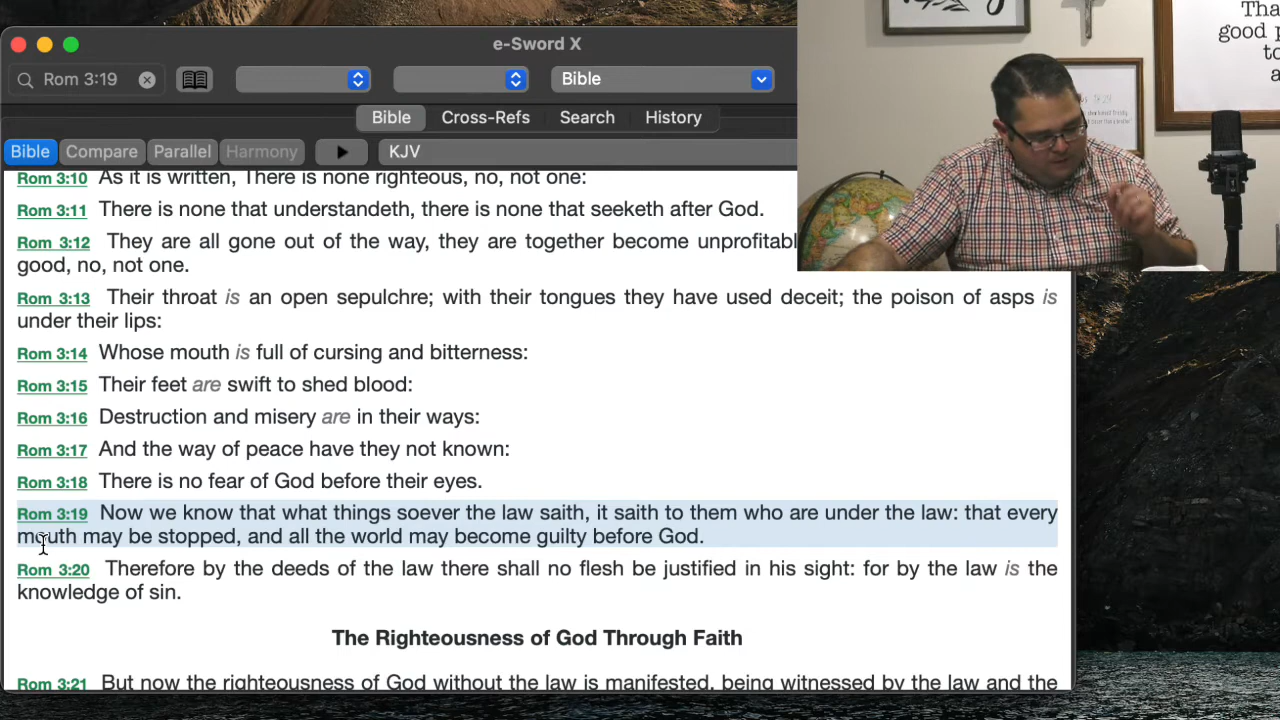 e-Sword X
Rom 3:19
Bible
Bible Cross-Refs Search History
Bible Compare Parallel Harmony KJV
Rom 3:10 As it is written, There is none righteous, no, not one:
Rom 3:11 There is none that understandeth, there is none that seeketh after God.
Rom 3:12 They are all gone out of the way, they are together become unprofitabl
good, no, not one.
Rom 3:13 Their throat is an open sepulchre; with their tongues they have used deceit; the poison of asps is
under their lips:
Rom 3:14 Whose mouth is full of cursing and bitterness:
Rom 3:15 Their feet are swift to shed blood:
Rom 3:16 Destruction and misery are in their ways:
Rom 3:17 And the way of peace have they not known:
Rom 3:18 There is no fear of God before their eyes.
Rom 3:19 Now we know that what things soever the law saith, it saith to them who are under the law: that every
mouth may be stopped, and all the world may become guilty before God.
Rom 3:20 Therefore by the deeds of the law there shall no flesh be justified in his sight: for by the law is the
knowledge of sin.
The Righteousness of God Through Faith
Rom 3:21 But now the righteousness of God without the law is manifested, being witnessed by the law and the
Tha
good p
to
a